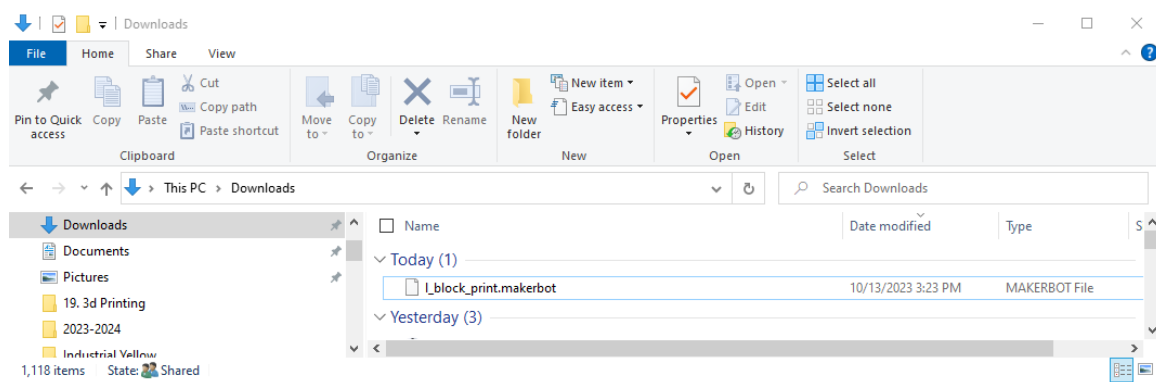 Downloads
File Home Share View
Pin to Quick access
Copy
Paste
Cut
Copy path
Paste shortcut
Clipboard
Move to
Copy to
Delete
Rename
Organize
New folder
New item
Easy access
New
Properties
Open
Edit
History
Open
Select all
Select none
Invert selection
Select
This PC > Downloads
Search Downloads
Downloads
Documents
Pictures
19. 3d Printing
2023-2024
Industrial Yellow
Name Date modified Type S
Today (1)
l_block_print.makerbot 10/13/2023 3:23 PM MAKERBOT File
Yesterday (3)
1,118 items State: Shared